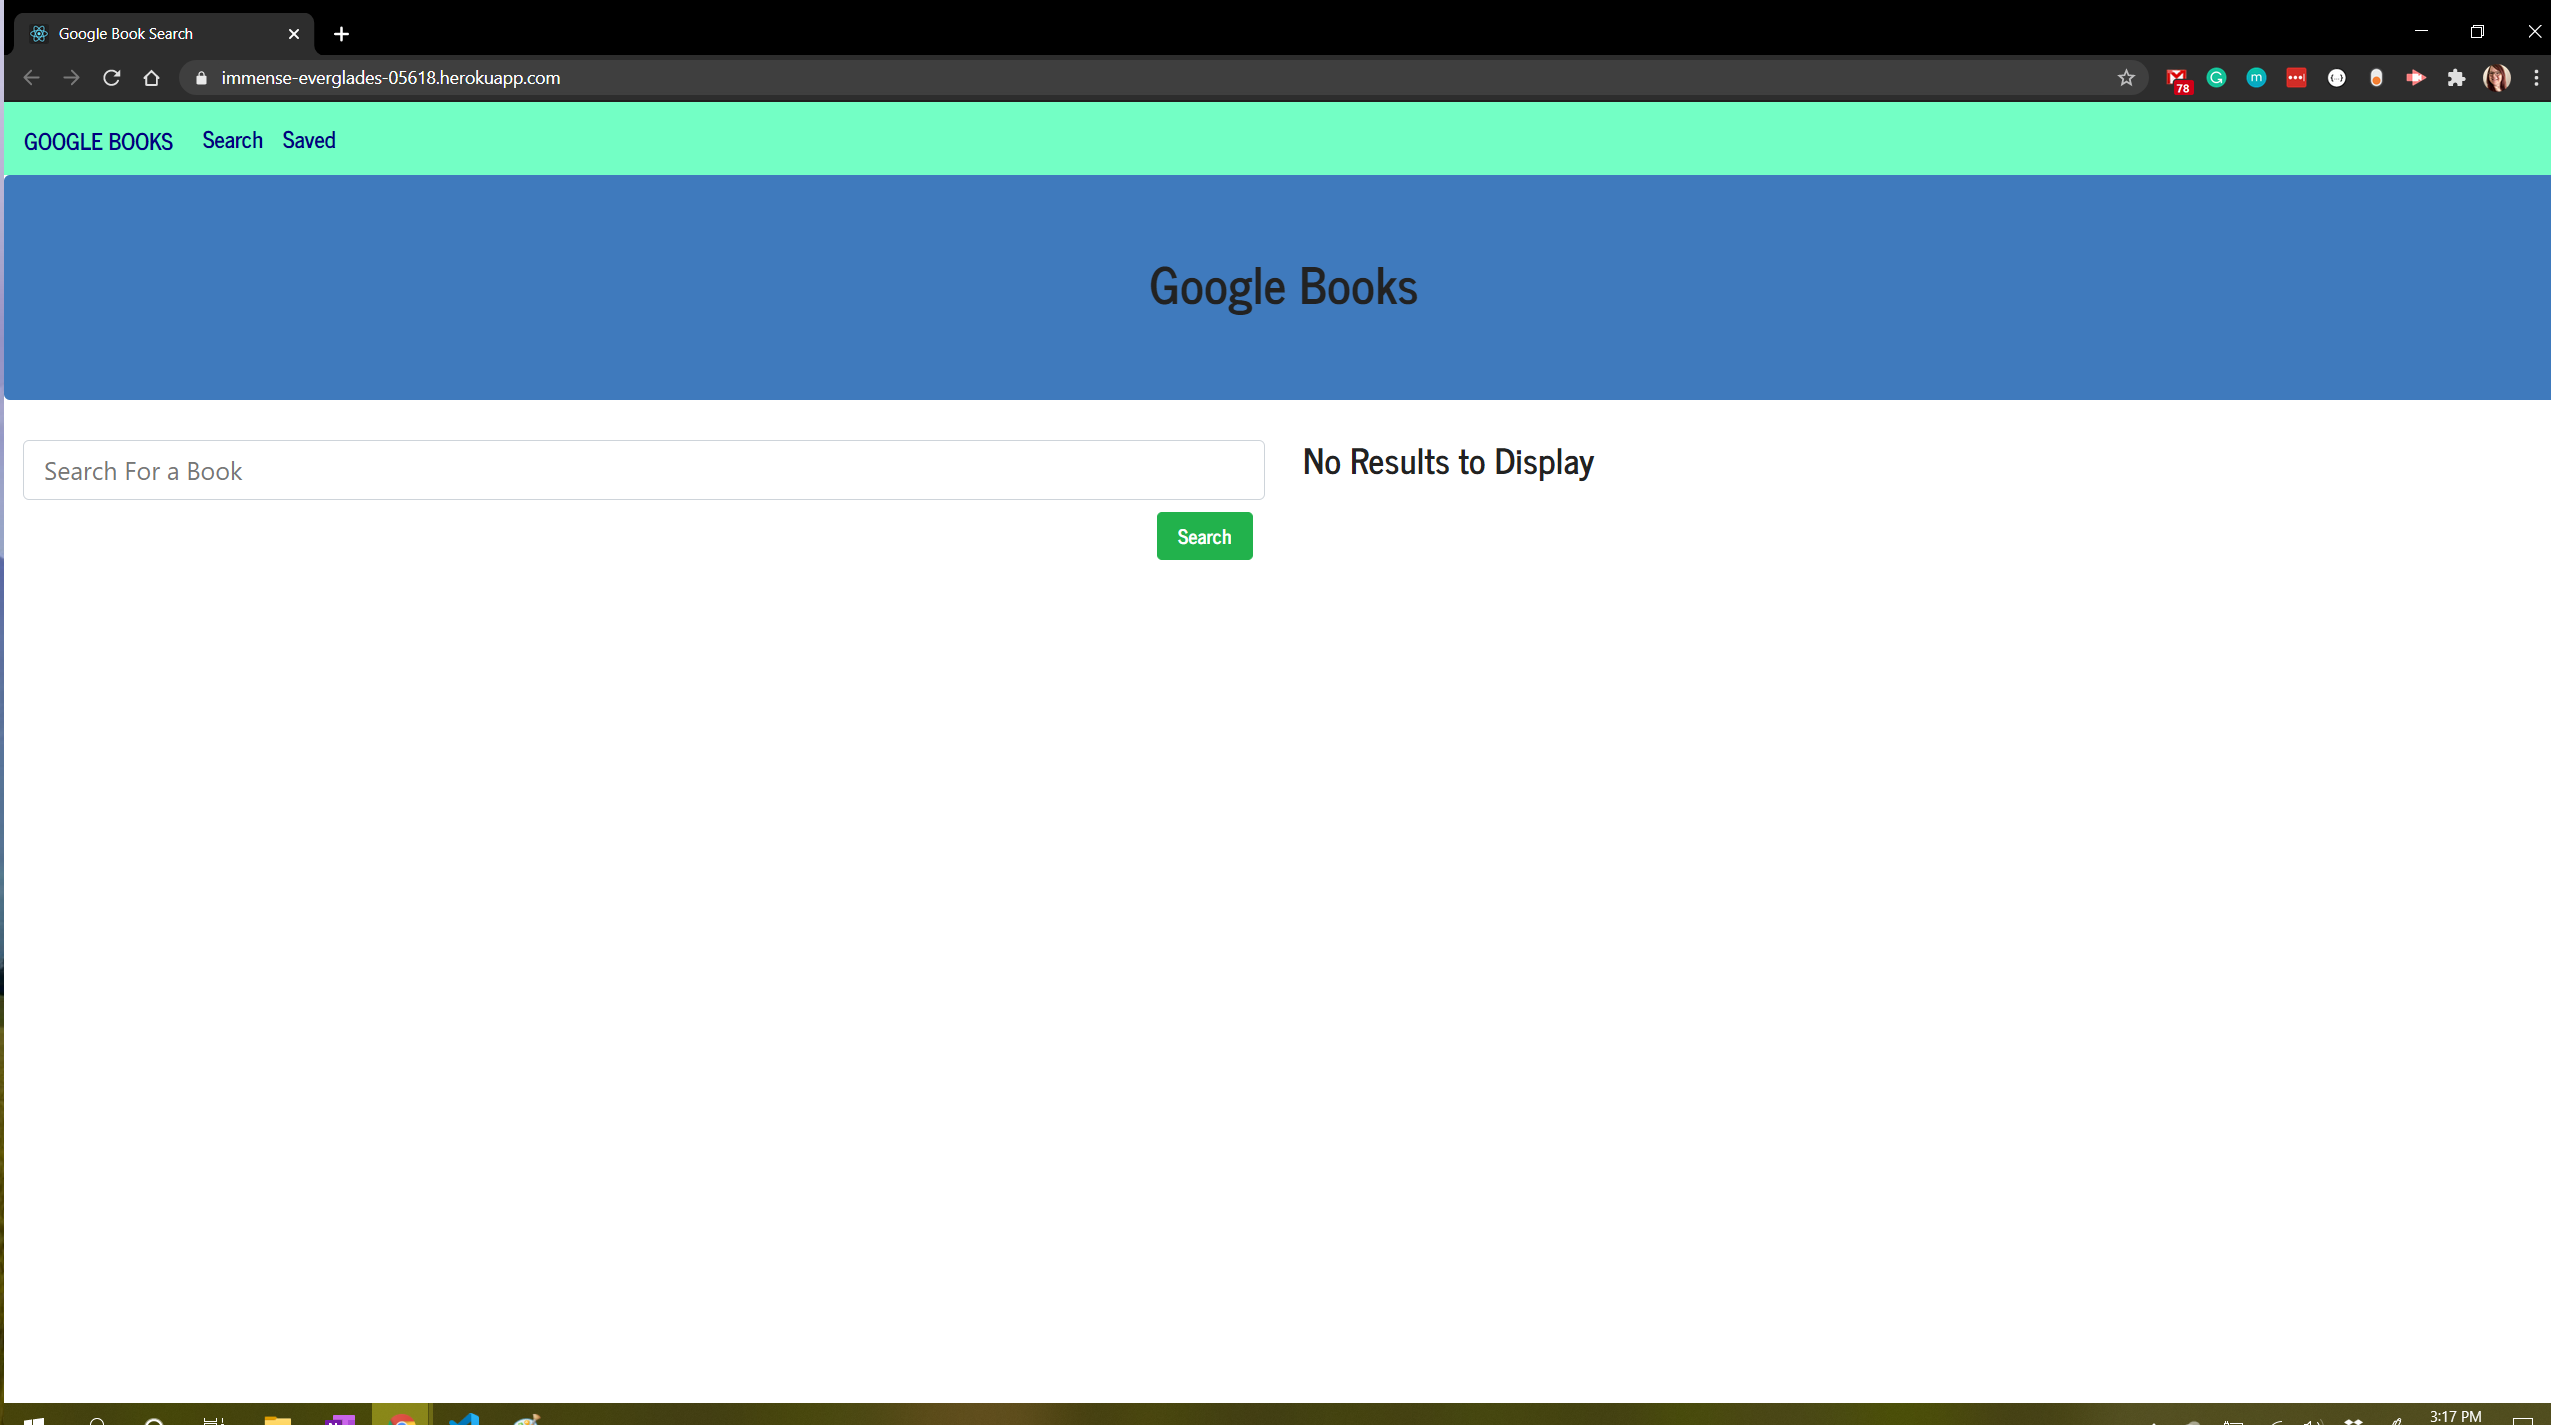 Google Book Search
immense-everglades-05618.herokuapp.com
78
GOOGLE BOOKS Search Saved
Google Books
Search For a Book
No Results to Display
Search
3:17 PM